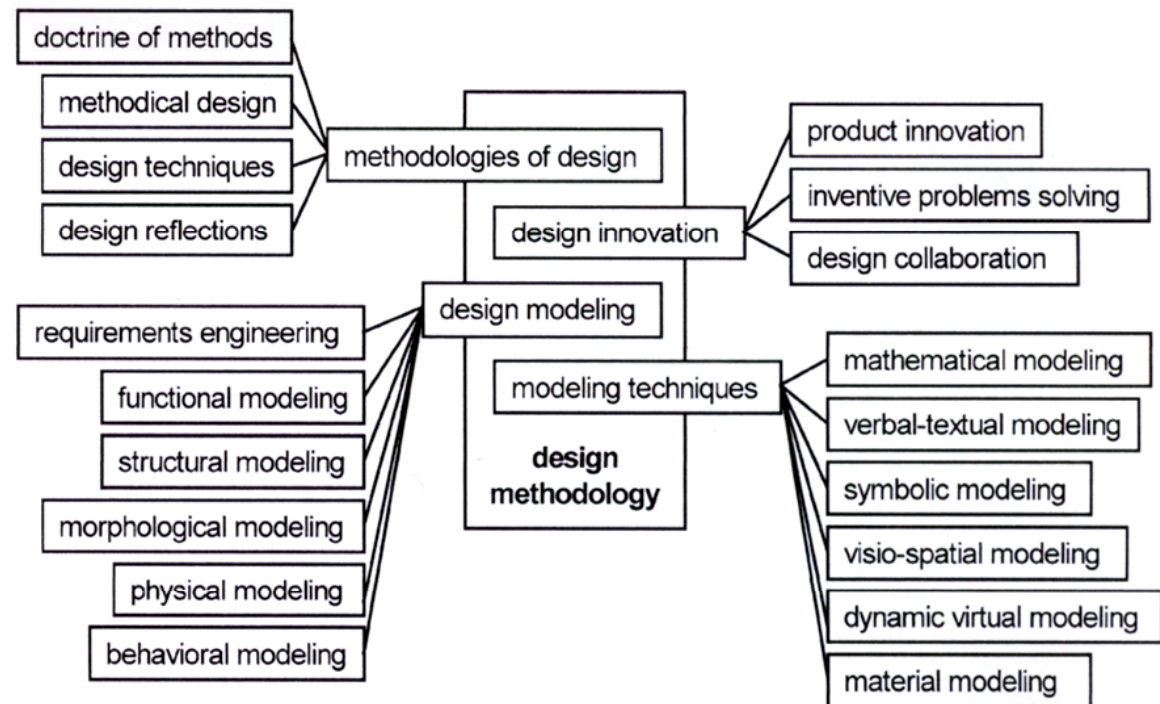 doctrine of methods
methodical design
design techniques
design reflections
methodologies of design
product innovation
inventive problems solving
design collaboration
design innovation
design modeling
requirements engineering
functional modeling
structural modeling
morphological modeling
physical modeling
behavioral modeling
modeling techniques
mathematical modeling
verbal-textual modeling
symbolic modeling
visio-spatial modeling
dynamic virtual modeling
material modeling
design
methodology